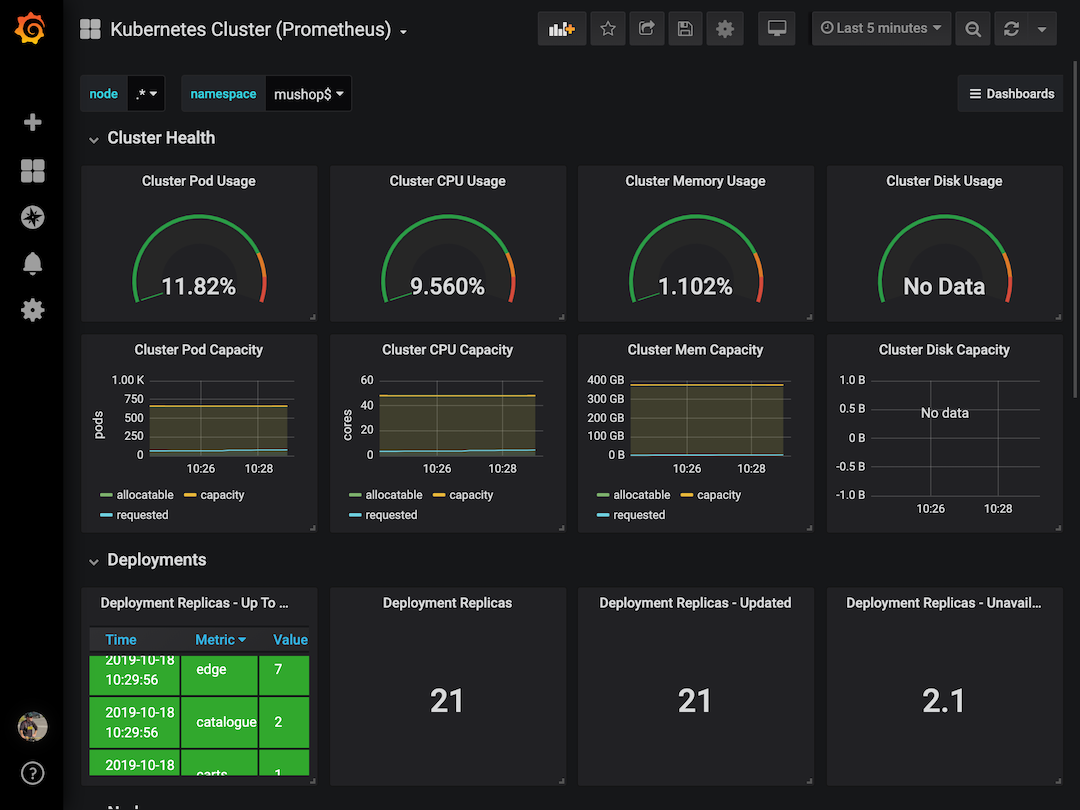 Kubernetes Cluster (Prometheus)
Last 5 minutes
node .* namespace mushop$ Dashboards
Cluster Health
Cluster Pod Usage
11.82%
Cluster CPU Usage
9.560%
Cluster Memory Usage
1.102%
Cluster Disk Usage
No Data
Cluster Pod Capacity
pods
1.00 K
750
500
250
0
10:26 10:28
allocatable capacity
requested
Cluster CPU Capacity
cores
60
40
20
0
10:26 10:28
allocatable capacity
requested
Cluster Mem Capacity
400 GB
300 GB
200 GB
100 GB
0 B
10:26 10:28
allocatable capacity
requested
Cluster Disk Capacity
1.0 B
0.5 B
0 B
-0.5 B
-1.0 B
No data
10:26 10:28
Deployments
Deployment Replicas - Up To ...
Time Metric Value
2019-10-18
10:29:56 edge 7
2019-10-18
10:29:56 catalogue 2
2019-10-18
carts 1
Deployment Replicas
21
Deployment Replicas - Updated
21
Deployment Replicas - Unavail...
2.1